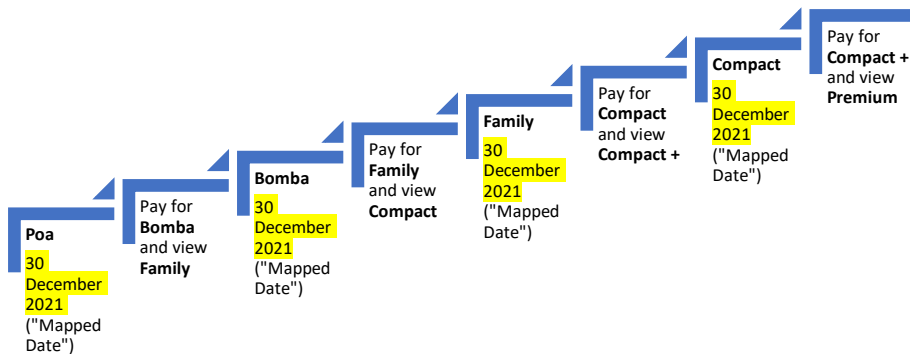 Poa
30
December
2021
("Mapped
Date")
Pay for
Bomba
and view
Family
Bomba
30
December
2021
("Mapped
Date")
Pay for
Family
and view
Compact
Family
30
December
2021
("Mapped
Date")
Pay for
Compact
and view
Compact +
Compact
30
December
2021
("Mapped
Date")
Pay for
Compact +
and view
Premium